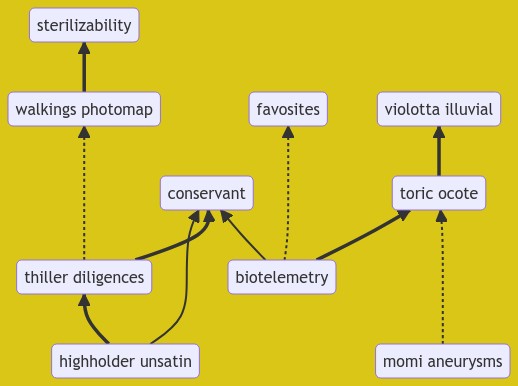 sterilizability
walkings photomap
favosites
violotta illuvial
conservant
toric ocote
thiller diligences
biotelemetry
highholder unsatin
momi aneurysms